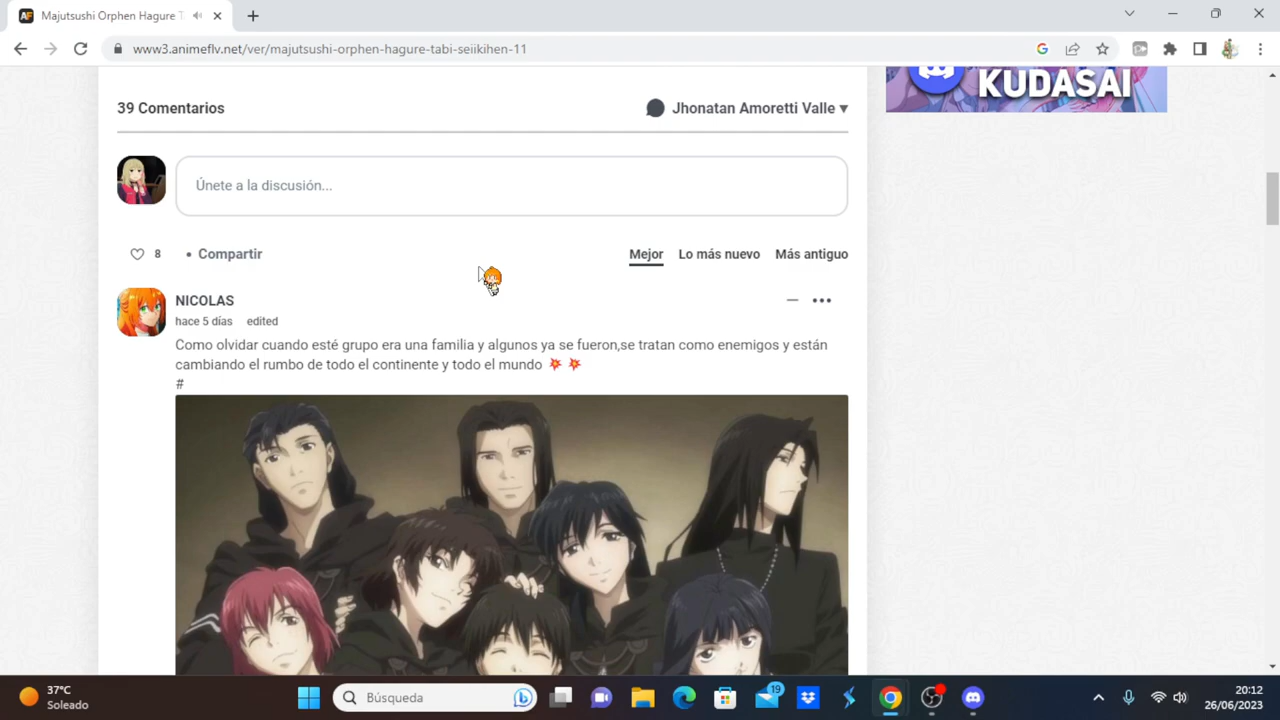 Majutsushi Orphen Hagure T
www3.animeflv.net/ver/majutsushi-orphen-hagure-tabi-seiikihen-11
KUDASAI
39 Comentarios
Jhonatan Amoretti Valle
Únete a la discusión...
8
• Compartir
Mejor
Lo más nuevo
Más antiguo
NICOLAS
hace 5 días edited
Como olvidar cuando esté grupo era una familia y algunos ya se fueron,se tratan como enemigos y están
cambiando el rumbo de todo el continente y todo el mundo 💥 💥
#
37°C
Soleado
Búsqueda
19
20:12
26/06/2023